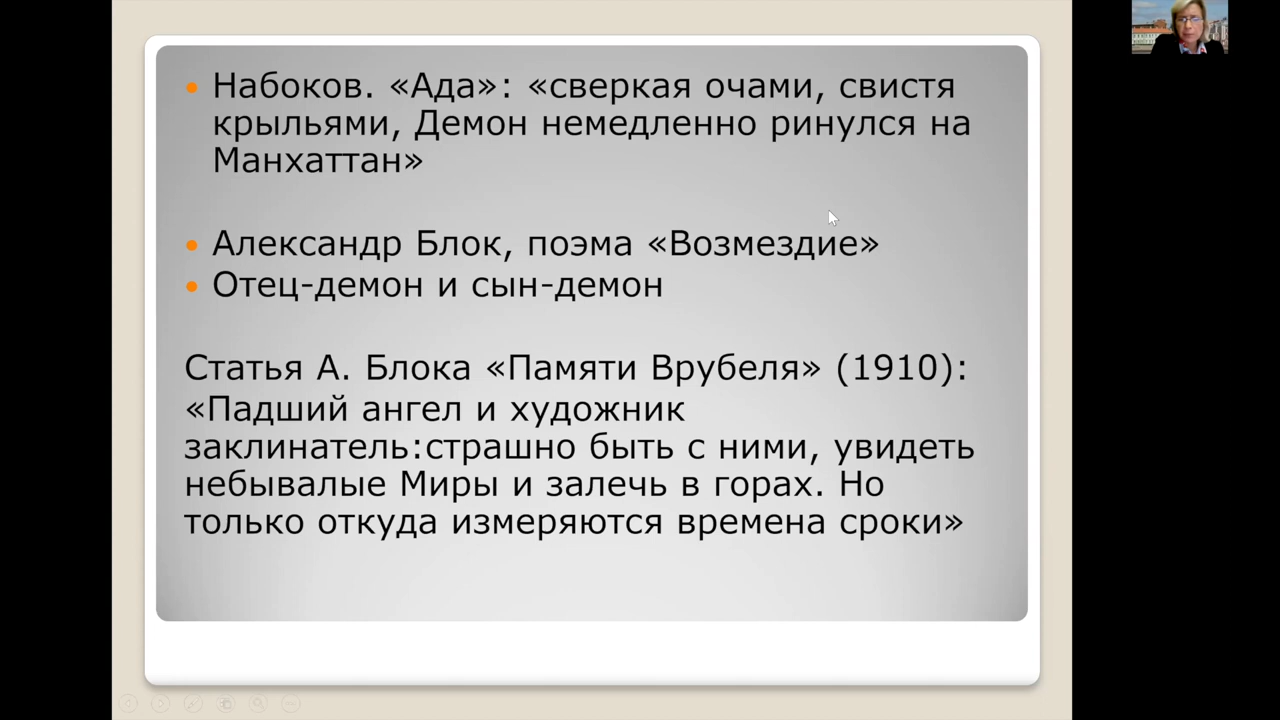 Набоков. «Ада»: «сверкая очами, свистя
крыльями, Демон немедленно ринулся на
Манхаттан»
Александр Блок, поэма «Возмездие»
Отец-демон и сын-демон
Статья А. Блока «Памяти Врубеля» (1910):
«Падший ангел и художник
заклинатель:страшно быть с ними, увидеть
небывалые Миры и залечь в горах. Но
только откуда измеряются времена сроки»